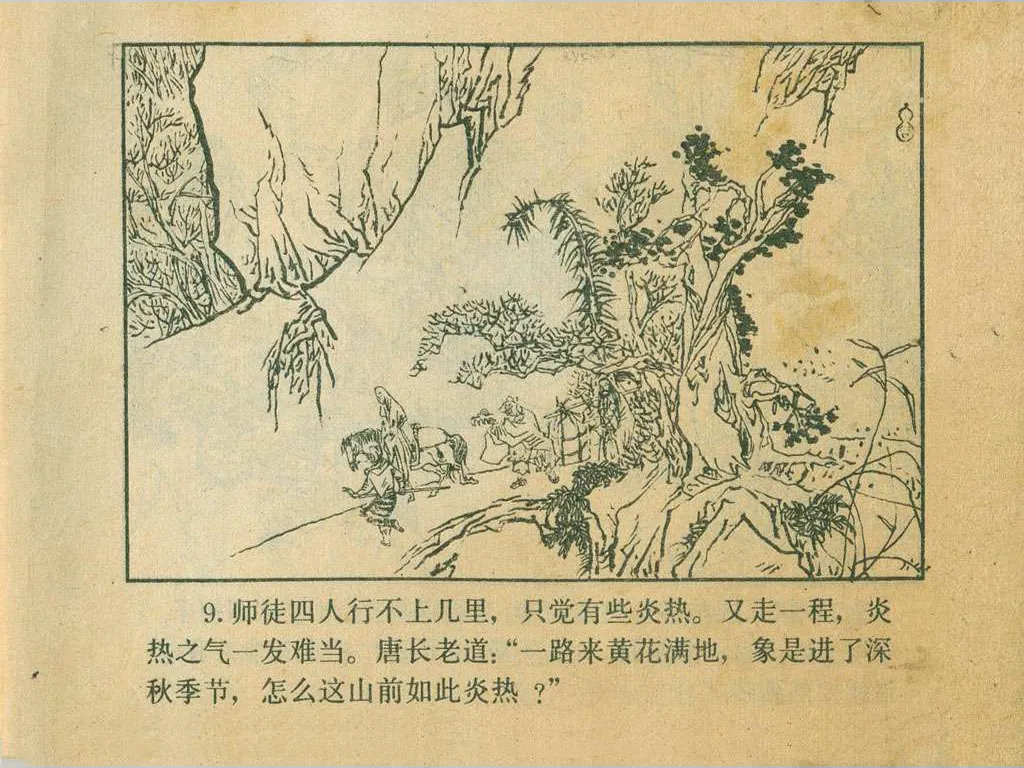 9.师徒四人行不上几里，只觉有些炎热。又走一程，炎
热之气一发难当。唐长老道：“一路来黄花满地，象是进了深
秋季节，怎么这山前如此炎热？”